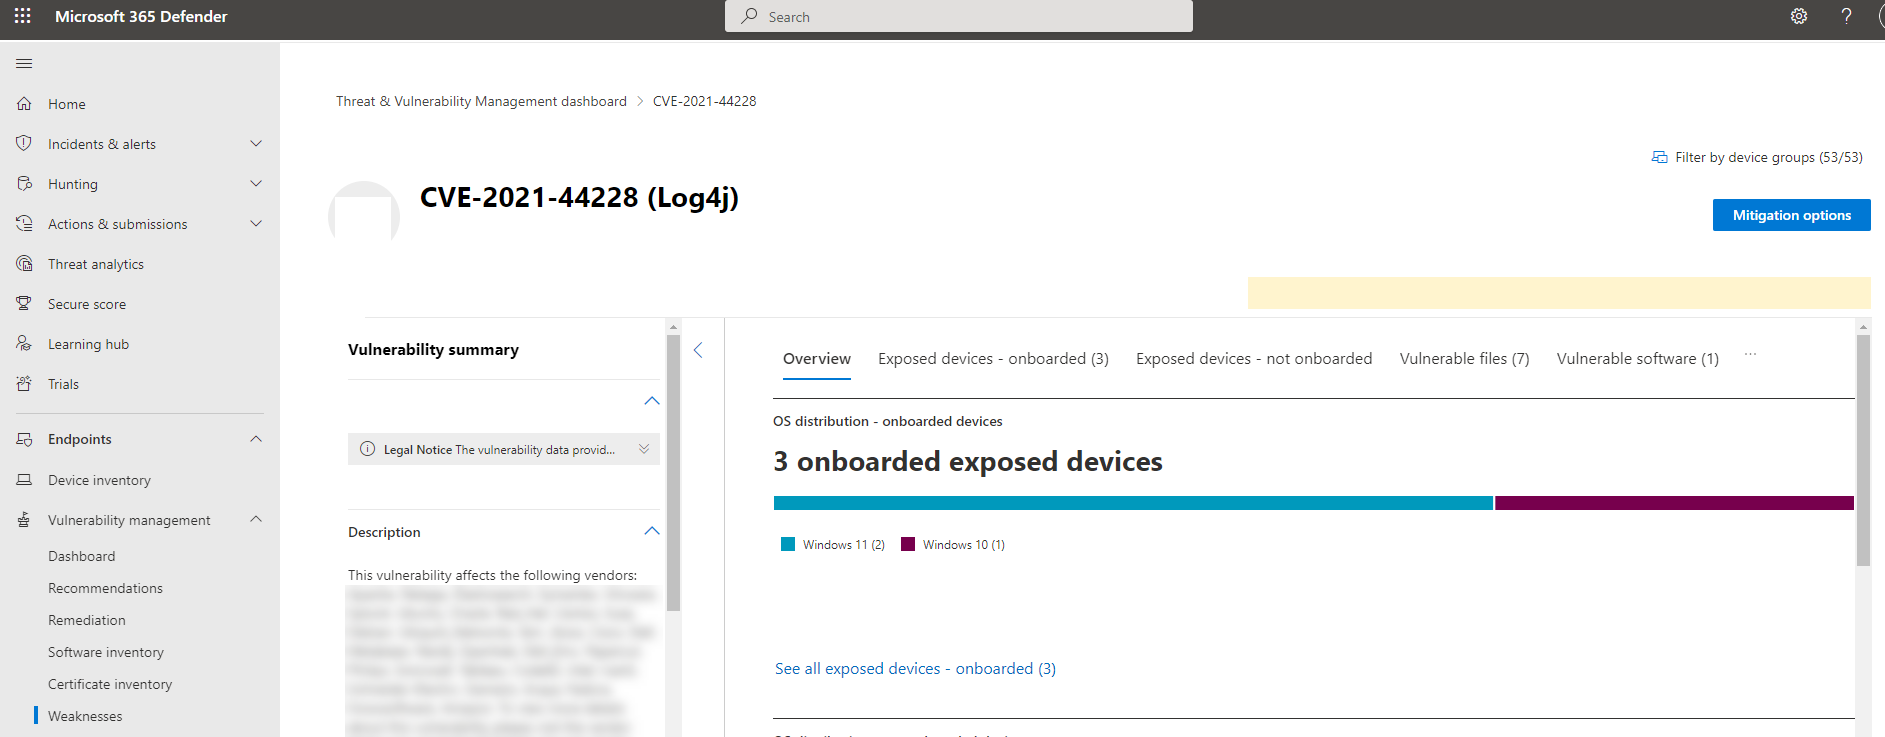 Microsoft 365 Defender
Search
?
Home
Incidents & alerts
Hunting
Actions & submissions
Threat analytics
Secure score
Learning hub
Trials
Endpoints
Device inventory
Vulnerability management
Dashboard
Recommendations
Remediation
Software inventory
Certificate inventory
Weaknesses
Threat & Vulnerability Management dashboard > CVE-2021-44228
Filter by device groups (53/53)
CVE-2021-44228 (Log4j)
Mitigation options
Vulnerability summary
Legal Notice The vulnerability data provid...
Description
This vulnerability affects the following vendors:
Overview Exposed devices - onboarded (3) Exposed devices - not onboarded Vulnerable files (7) Vulnerable software (1) ...
OS distribution - onboarded devices
3 onboarded exposed devices
Windows 11 (2) Windows 10 (1)
See all exposed devices - onboarded (3)